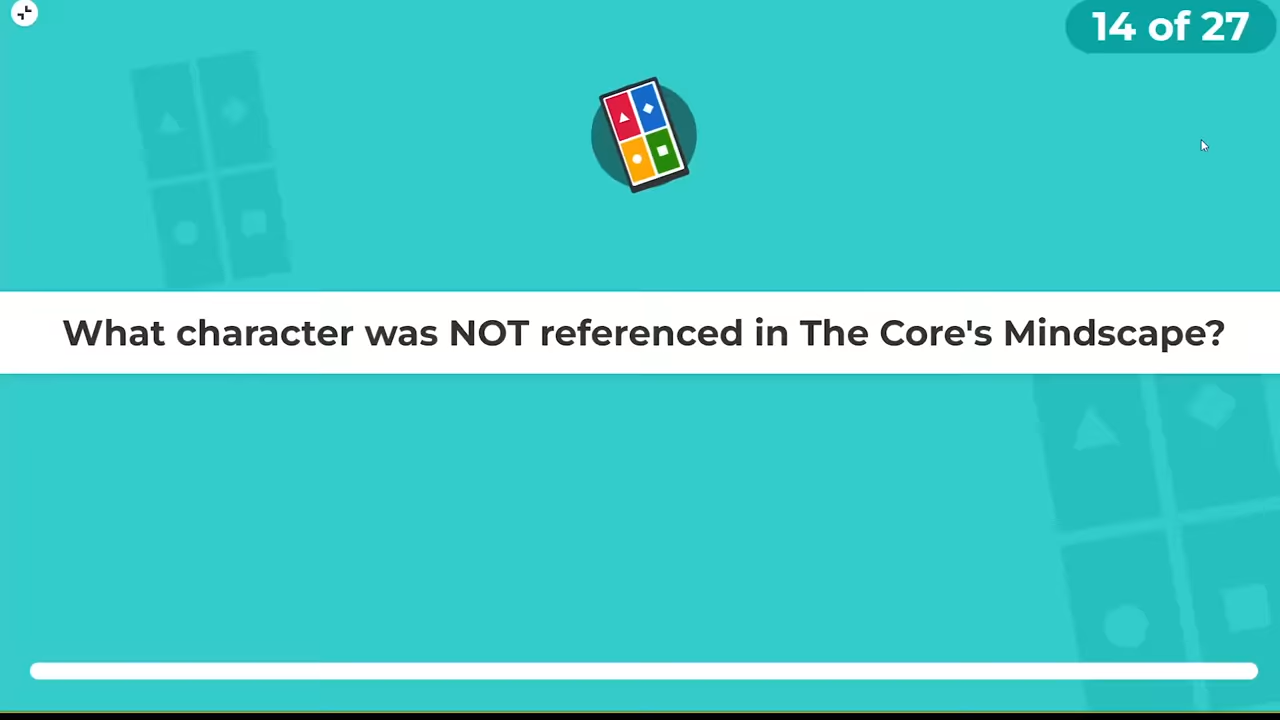 14 of 27
What character was NOT referenced in The Core's Mindscape?